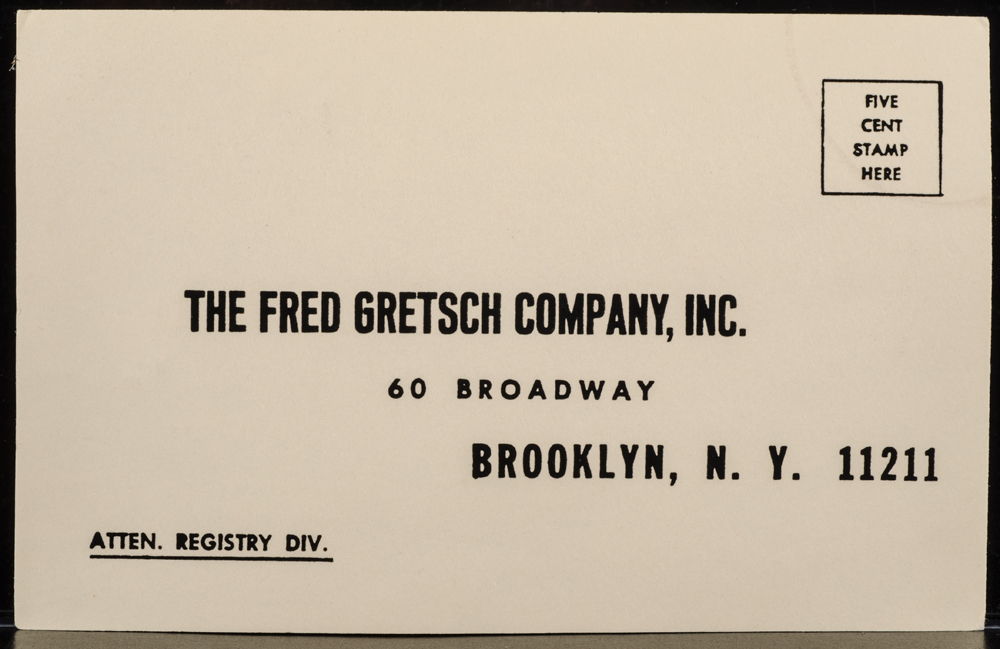 FIVE
CENT
STAMP
HERE
THE FRED GRETSCH COMPANY, INC.
60 BROADWAY
BROOKLYN, N. Y. 11211
ATTEN. REGISTRY DIV.